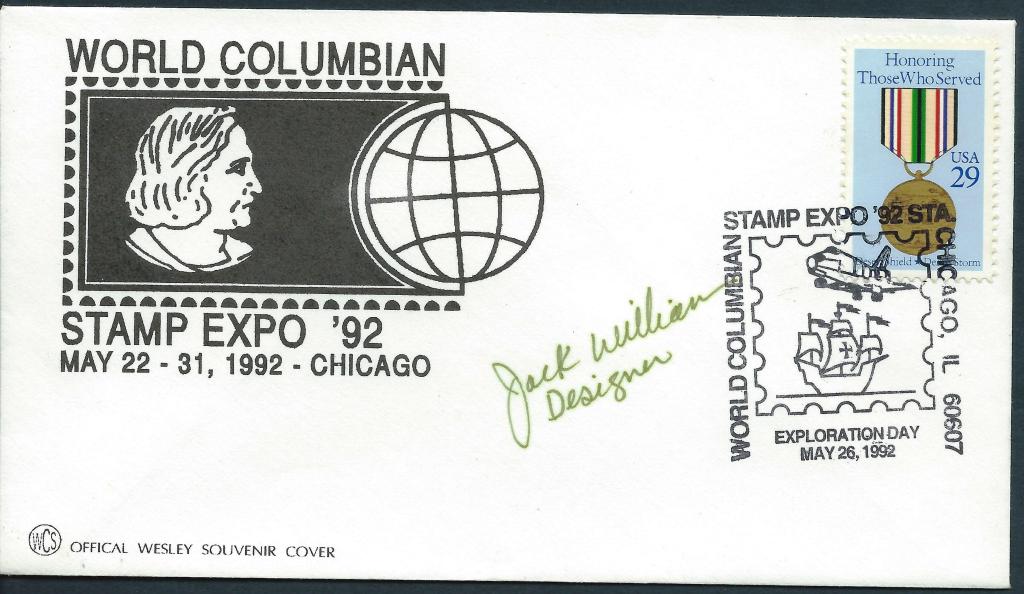 WORLD COLUMBIAN
STAMP EXPO '92
MAY 22 - 31, 1992 - CHICAGO
Honoring
Those Who Served
USA
29
Desert Shield • Desert Storm
STAMP EXPO '92 STA.
WORLD COLUMBIAN
CHICAGO, IL 60607
EXPLORATION DAY
MAY 26, 1992
Jack William
Designer
WCS
OFFICAL WESLEY SOUVENIR COVER